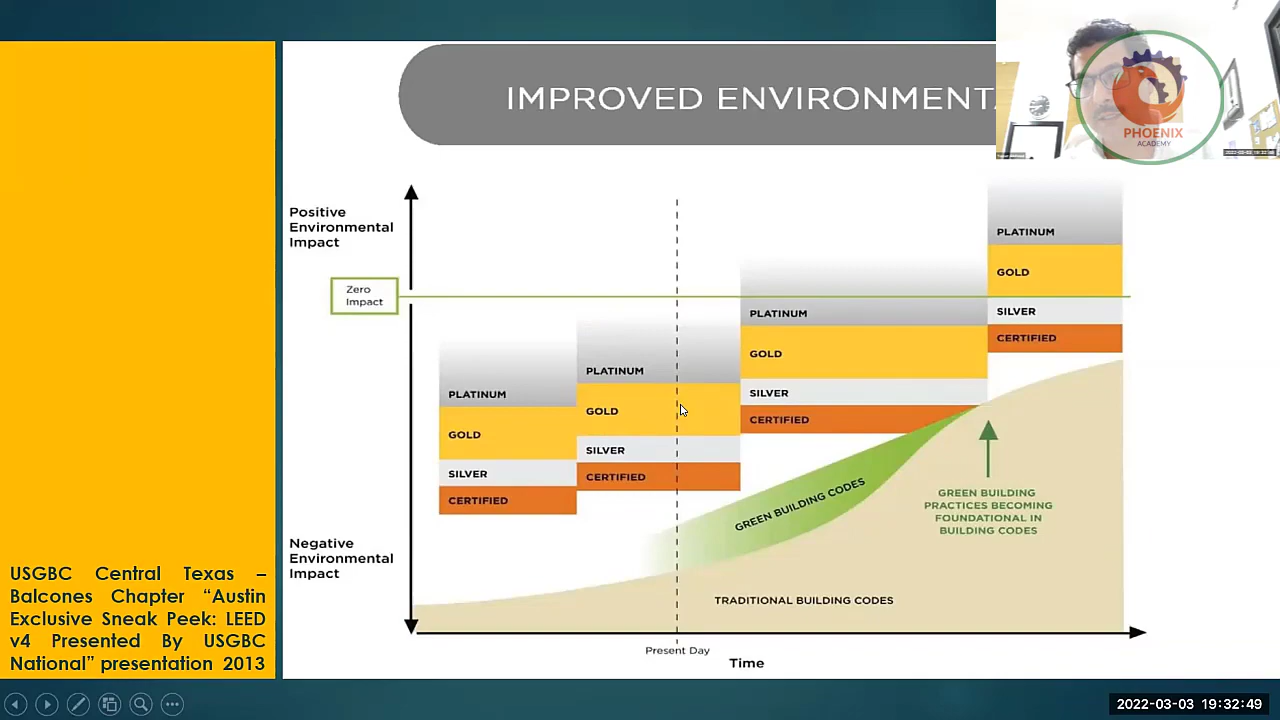 IMPROVED ENVIRONMENTA
PHOENIX
ACADEMY
Positive
Environmental
Impact
Zero
Impact
PLATINUM
GOLD
SILVER
CERTIFIED
PLATINUM
GOLD
SILVER
CERTIFIED
PLATINUM
GOLD
SILVER
CERTIFIED
PLATINUM
GOLD
SILVER
CERTIFIED
GREEN BUILDING CODES
GREEN BUILDING
PRACTICES BECOMING
FOUNDATIONAL IN
BUILDING CODES
Negative
Environmental
Impact
TRADITIONAL BUILDING CODES
Present Day
Time
USGBC Central Texas –
Balcones Chapter “Austin
Exclusive Sneak Peek: LEED
v4 Presented By USGBC
National” presentation 2013
2022-03-03 19:32:49